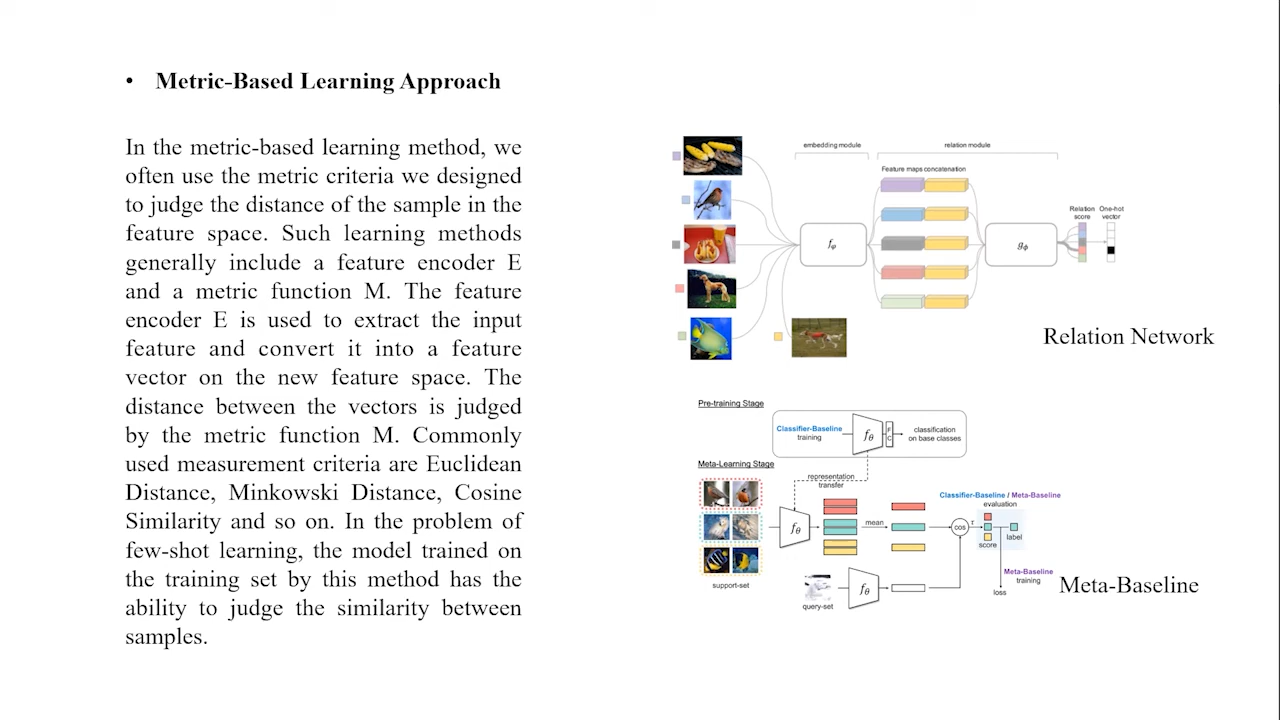 • Metric-Based Learning Approach
In the metric-based learning method, we
often use the metric criteria we designed
to judge the distance of the sample in the
feature space. Such learning methods
generally include a feature encoder E
and a metric function M. The feature
encoder E is used to extract the input
feature and convert it into a feature
vector on the new feature space. The
distance between the vectors is judged
by the metric function M. Commonly
used measurement criteria are Euclidean
Distance, Minkowski Distance, Cosine
Similarity and so on. In the problem of
few-shot learning, the model trained on
the training set by this method has the
ability to judge the similarity between
samples.
embedding module
relation module
Feature maps concatenation
Relation
score
One-hot
vector
fφ
gϕ
Relation Network
Pre-training Stage
Classifier-Baseline
training
fθ
F
C
classification
on base classes
Meta-Learning Stage
representation
transfer
Classifier-Baseline / Meta-Baseline
evaluation
fθ
mean
cos
τ
score
label
support-set
Meta-Baseline
training
loss
query-set
fθ
Meta-Baseline